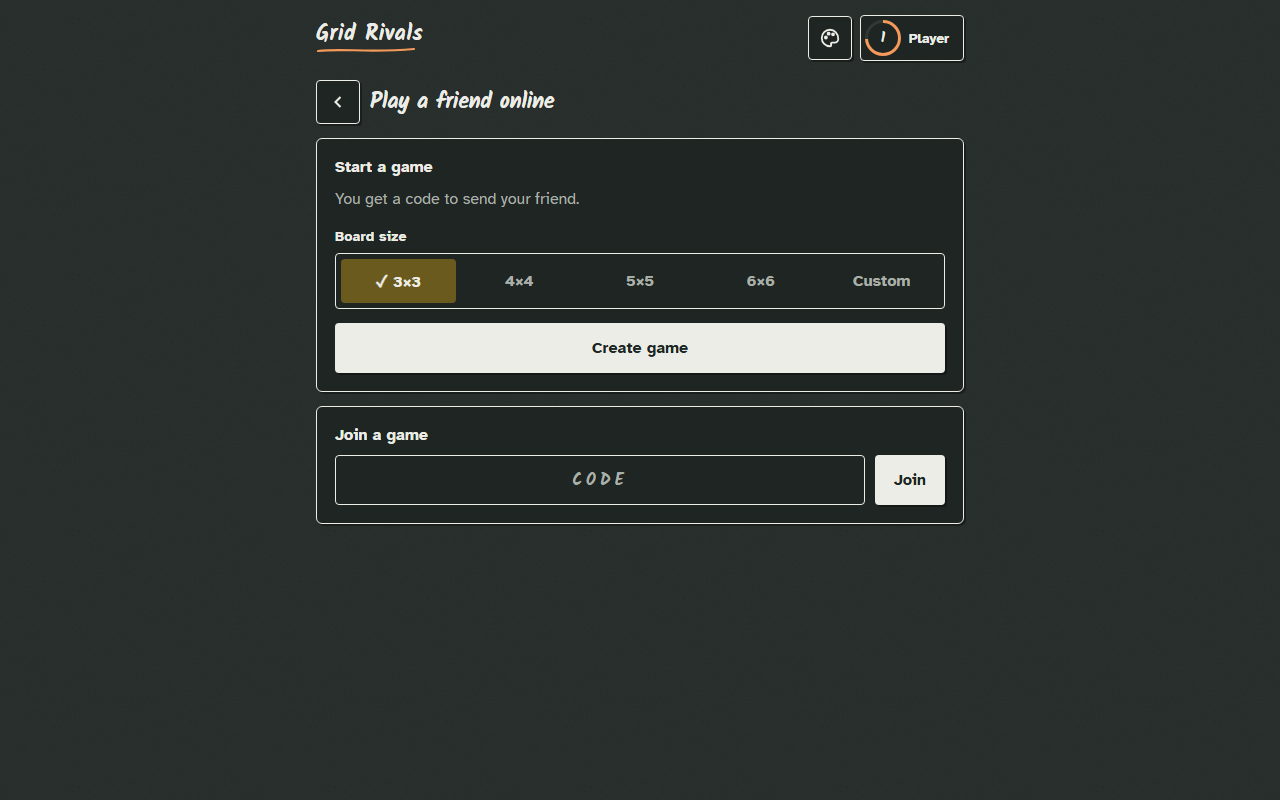 Grid Rivals
1 Player
Play a friend online
Start a game
You get a code to send your friend.
Board size
✓ 3×3 4×4 5×5 6×6 Custom
Create game
Join a game
CODE Join